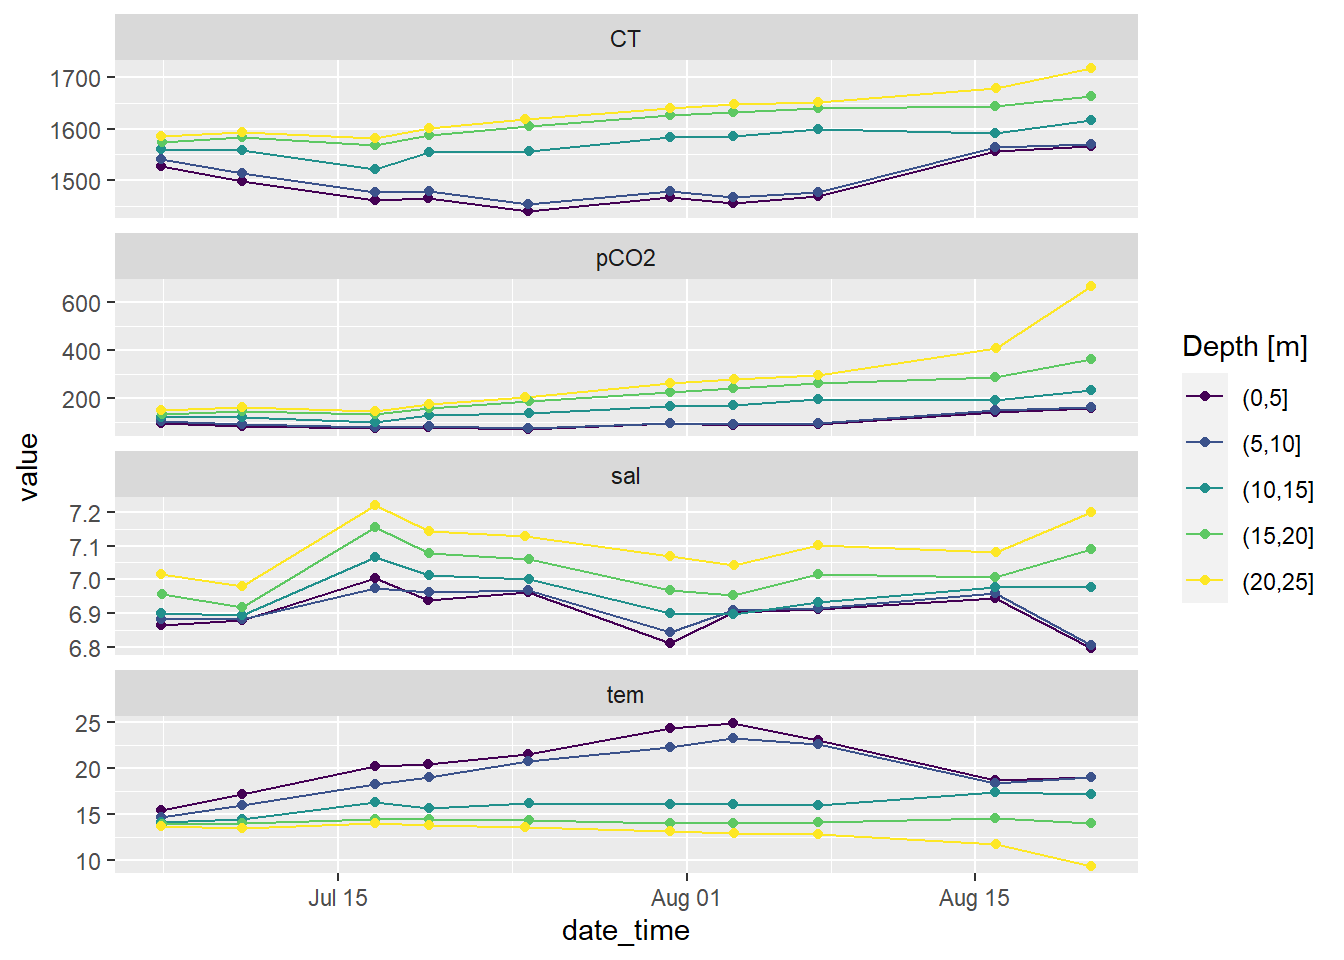 CT
1700
1600
1500
pCO2
600
400
200
sal
7.2
7.1
7.0
6.9
6.8
tem
25
20
15
10
Jul 15
Aug 01
Aug 15
date_time
value
Depth [m]
(0,5]
(5,10]
(10,15]
(15,20]
(20,25]